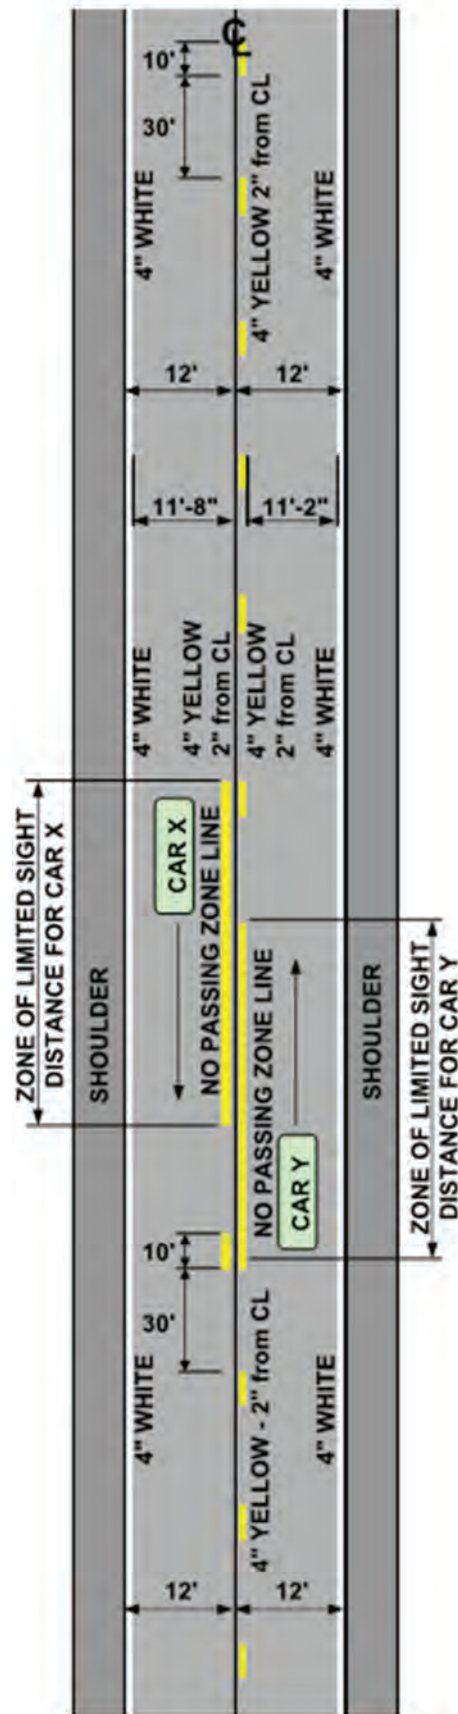 ℄
10'
30'
4" WHITE
4" YELLOW 2" from CL
4" WHITE
12'
12'
11'-8"
11'-2"
4" WHITE
4" YELLOW
2" from CL
4" YELLOW
2" from CL
4" WHITE
ZONE OF LIMITED SIGHT
DISTANCE FOR CAR X
SHOULDER
CAR X
NO PASSING ZONE LINE
NO PASSING ZONE LINE
CAR Y
SHOULDER
ZONE OF LIMITED SIGHT
DISTANCE FOR CAR Y
10'
30'
4" WHITE
4" YELLOW - 2" from CL
4" WHITE
12'
12'